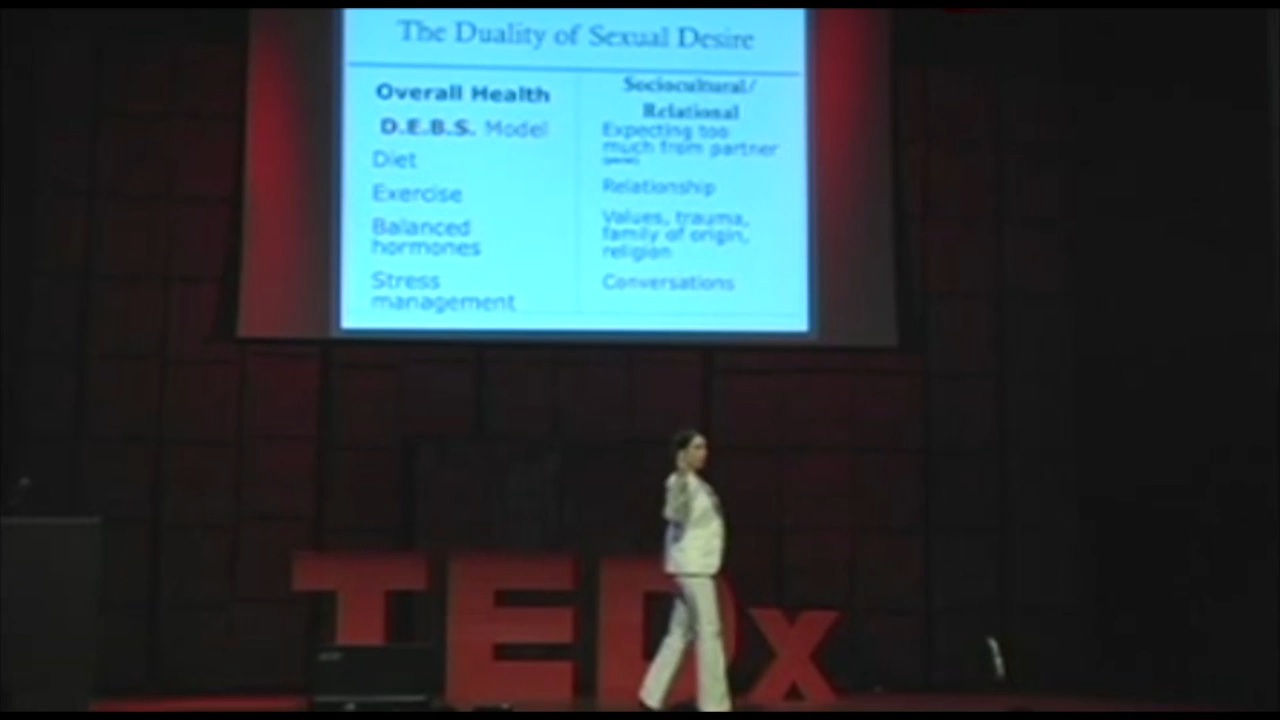 The Duality of Sexual Desire
Overall Health
D.E.B.S. Model
Diet
Exercise
Balanced
hormones
Stress
management
Sociocultural/
Relational
Expecting too
much from partner
Relationship
Values, trauma,
family of origin,
religion
Conversations
TEDx